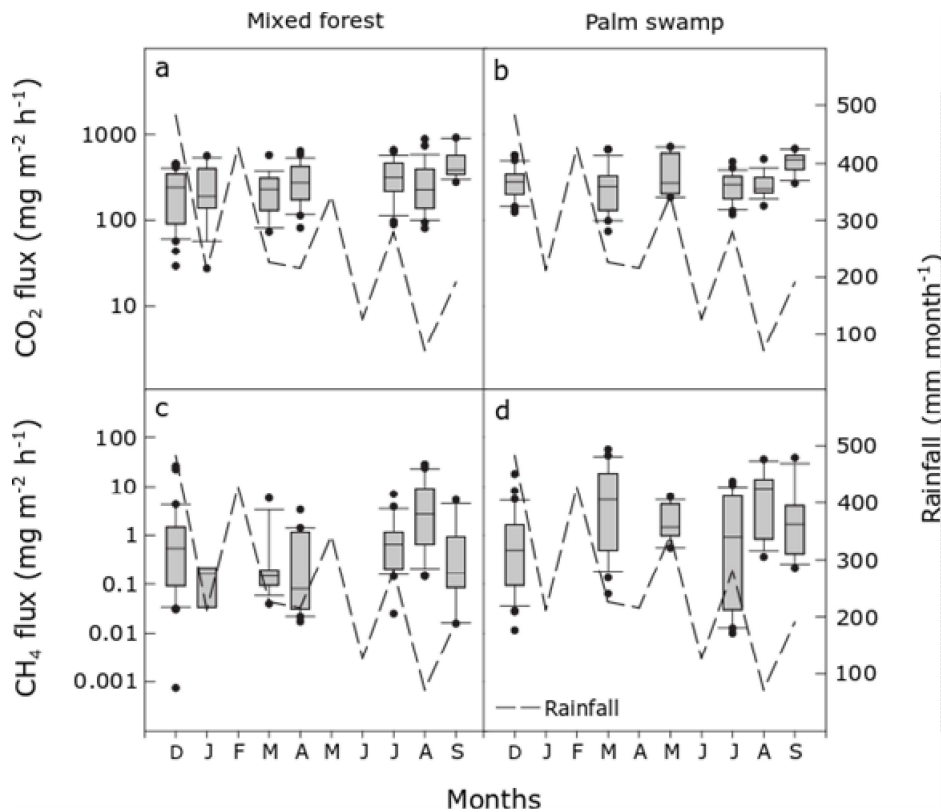 Mixed forest
Palm swamp
a
b
CO2 flux (mg m-2 h-1)
1000
100
10
500
400
300
200
100
c
d
CH4 flux (mg m-2 h-1)
100
10
1
0.1
0.01
0.001
500
400
300
200
100
Rainfall (mm month-1)
Rainfall
D J F M A M J J A S
D J F M A M J J A S
Months